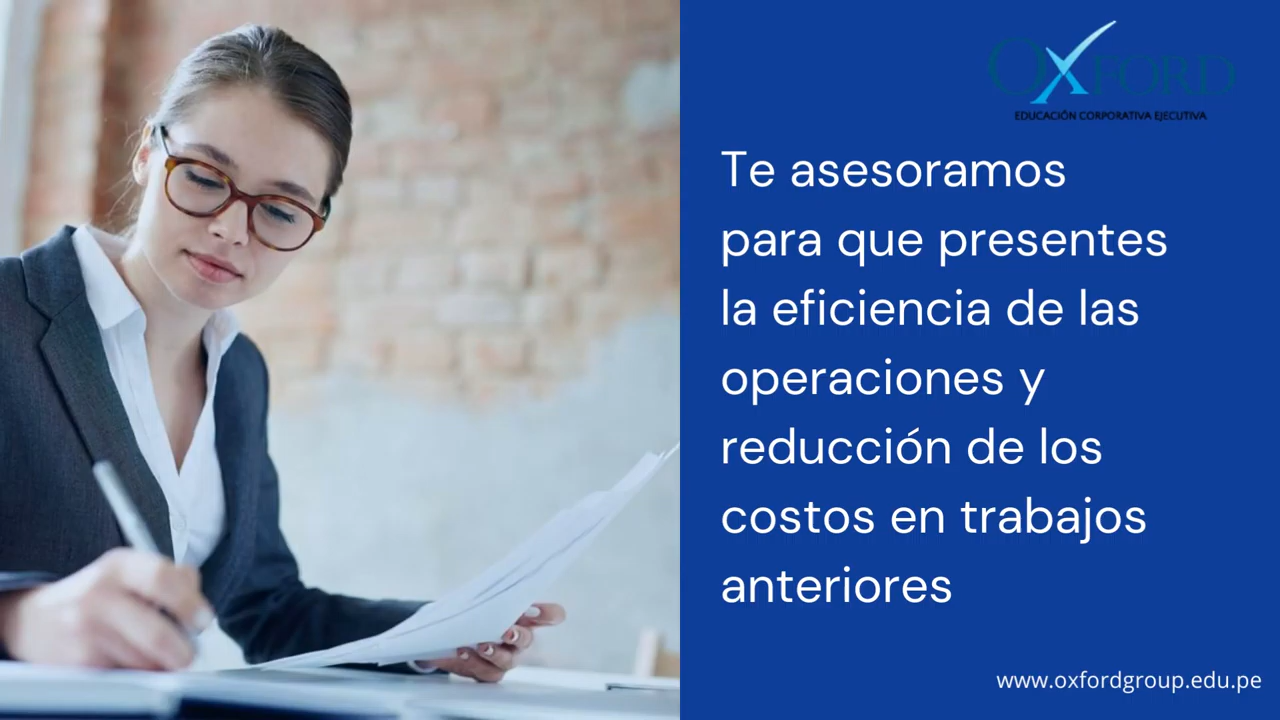 OXFORD
EDUCACIÓN CORPORATIVA EJECUTIVA
Te asesoramos
para que presentes
la eficiencia de las
operaciones y
reducción de los
costos en trabajos
anteriores
www.oxfordgroup.edu.pe